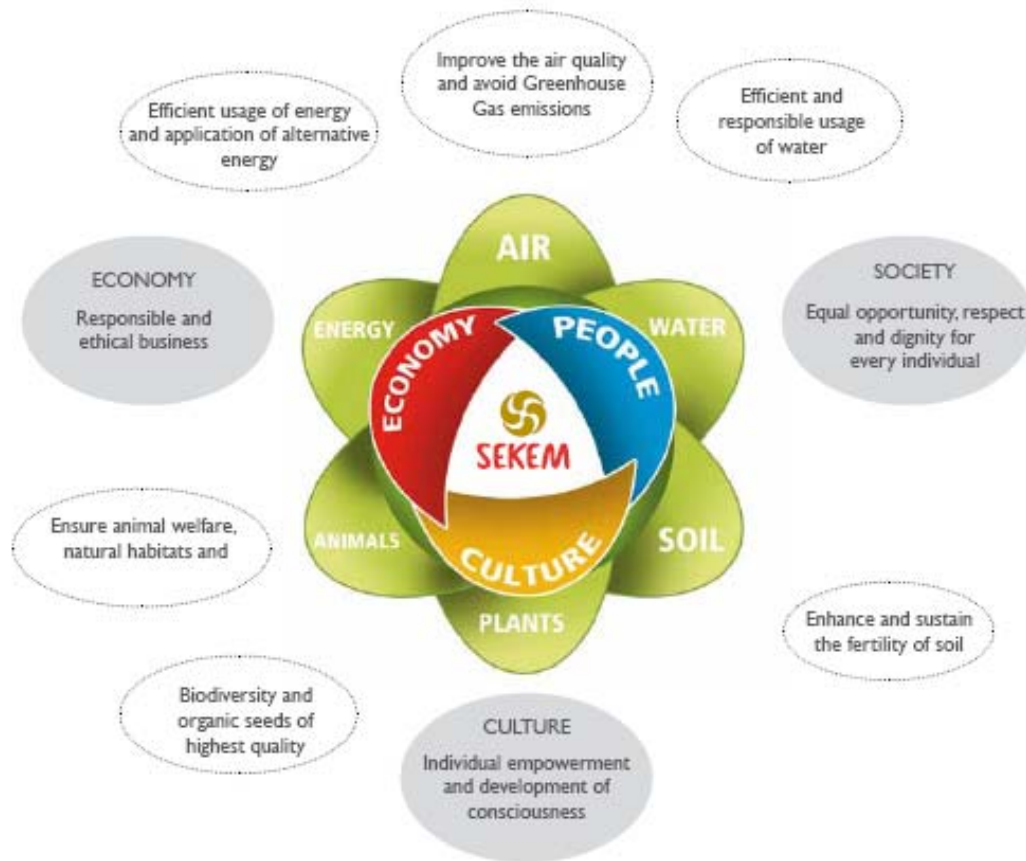 Improve the air quality
and avoid Greenhouse
Gas emissions
Efficient usage of energy
and application of alternative
energy
Efficient and
responsible usage
of water
AIR
ECONOMY
Responsible and
ethical business
SOCIETY
Equal opportunity, respect
and dignity for
every individual
ENERGY
WATER
ECONOMY
PEOPLE
SEKEM
CULTURE
ANIMALS
SOIL
PLANTS
Ensure animal welfare,
natural habitats and
Enhance and sustain
the fertility of soil
Biodiversity and
organic seeds of
highest quality
CULTURE
Individual empowerment
and development of
consciousness